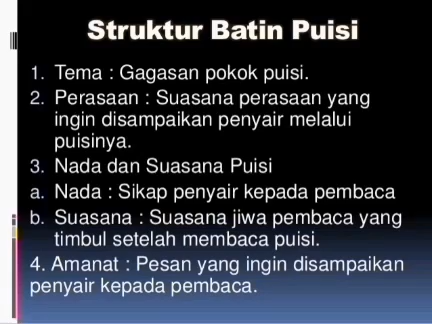 Struktur Batin Puisi
1. Tema : Gagasan pokok puisi.
2. Perasaan : Suasana perasaan yang
ingin disampaikan penyair melalui
puisinya.
3. Nada dan Suasana Puisi
a. Nada : Sikap penyair kepada pembaca
b. Suasana : Suasana jiwa pembaca yang
timbul setelah membaca puisi.
4. Amanat : Pesan yang ingin disampaikan
penyair kepada pembaca.